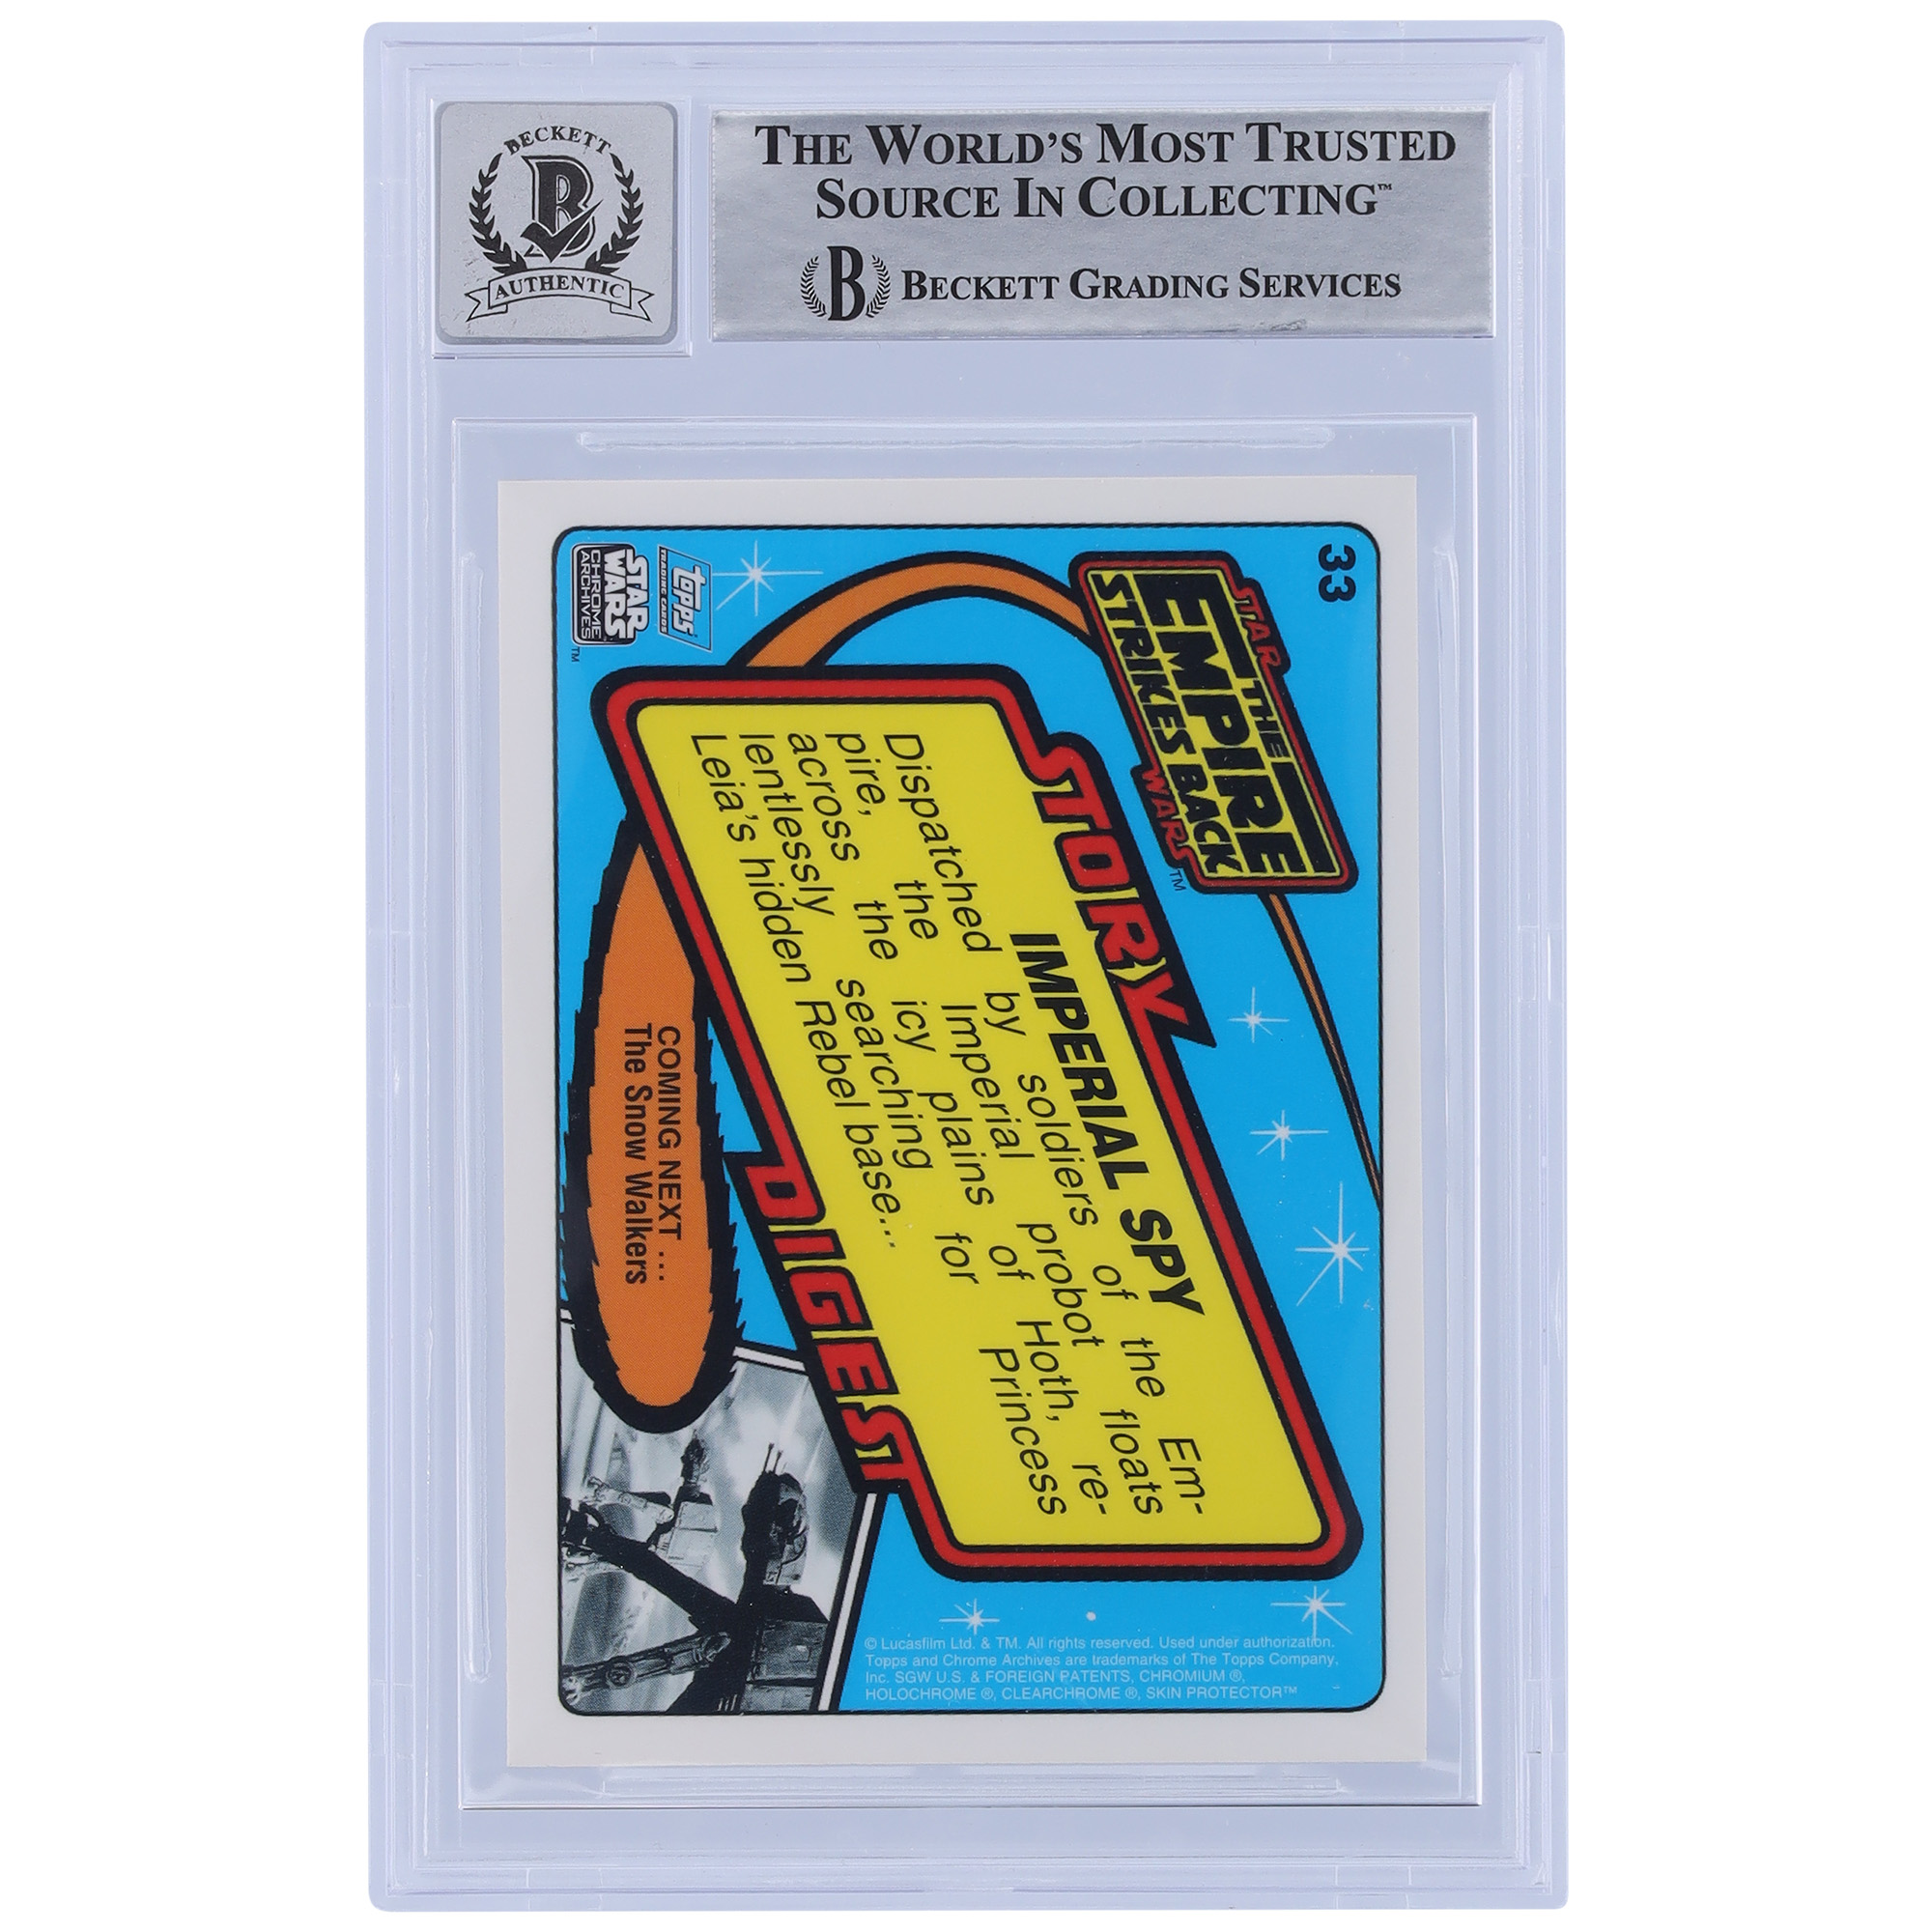 BECKETT
B
AUTHENTIC
THE WORLD'S MOST TRUSTED
SOURCE IN COLLECTING™
B BECKETT GRADING SERVICES
33
STAR
THE
EMPIRE
STRIKES BACK
WARS™
STORY
IMPERIAL SPY
Dispatched by soldiers of the Em-
pire, the Imperial probot floats
across the icy plains of Hoth, re-
lentlessly searching for Princess
Leia's hidden Rebel base...
DIGEST
COMING NEXT ...
The Snow Walkers
topps®
TRADING CARDS
STAR
WARS
CHROME
ARCHIVES™
© Lucasfilm Ltd. & TM. All rights reserved. Used under authorization.
Topps and Chrome Archives are trademarks of The Topps Company,
Inc. SGW U.S. & FOREIGN PATENTS, CHROMIUM ®,
HOLOCHROME ®, CLEARCHROME ®, SKIN PROTECTOR™